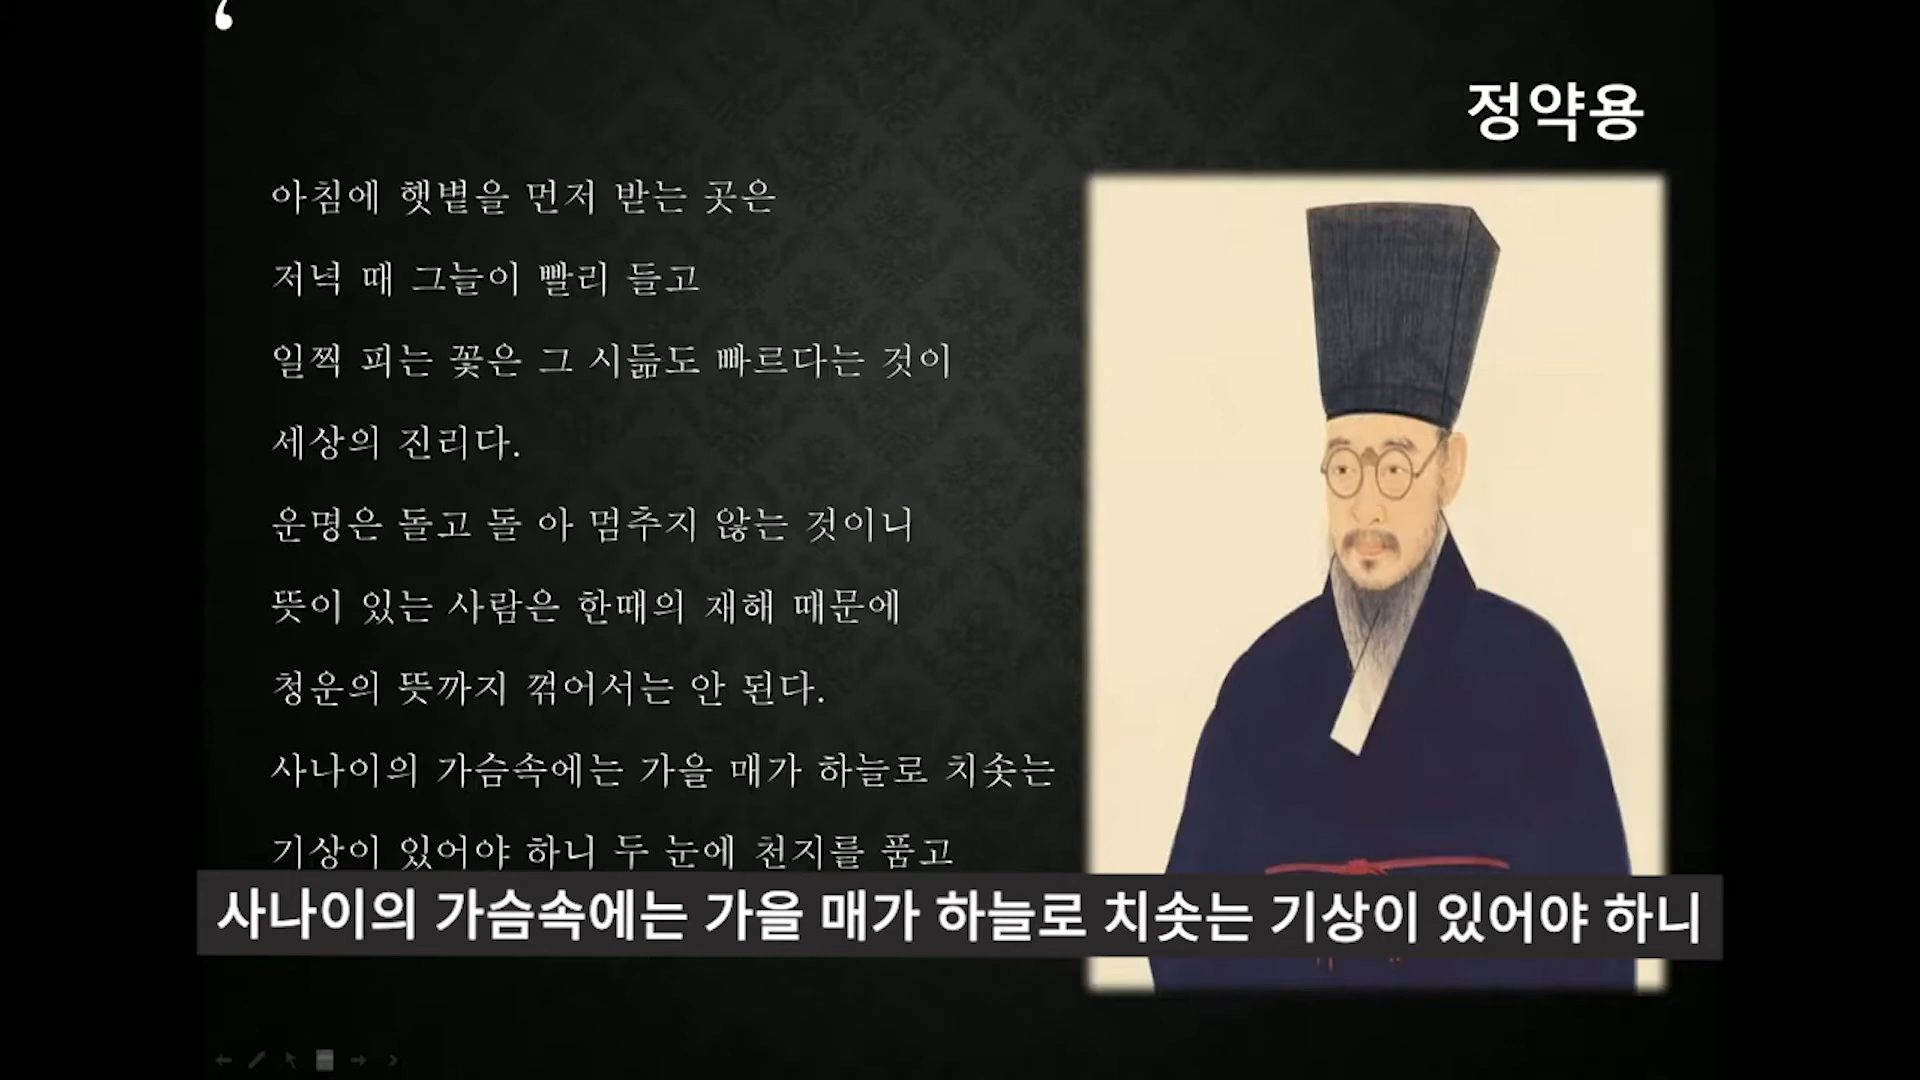 ‘
정약용
아침에 햇볕을 먼저 받는 곳은
저녁 때 그늘이 빨리 들고
일찍 피는 꽃은 그 시듦도 빠르다는 것이
세상의 진리다.
운명은 돌고 돌 아 멈추지 않는 것이니
뜻이 있는 사람은 한때의 재해 때문에
청운의 뜻까지 꺾어서는 안 된다.
사나이의 가슴속에는 가을 매가 하늘로 치솟는
기상이 있어야 하니 두 눈에 천지를 품고
사나이의 가슴속에는 가을 매가 하늘로 치솟는 기상이 있어야 하니